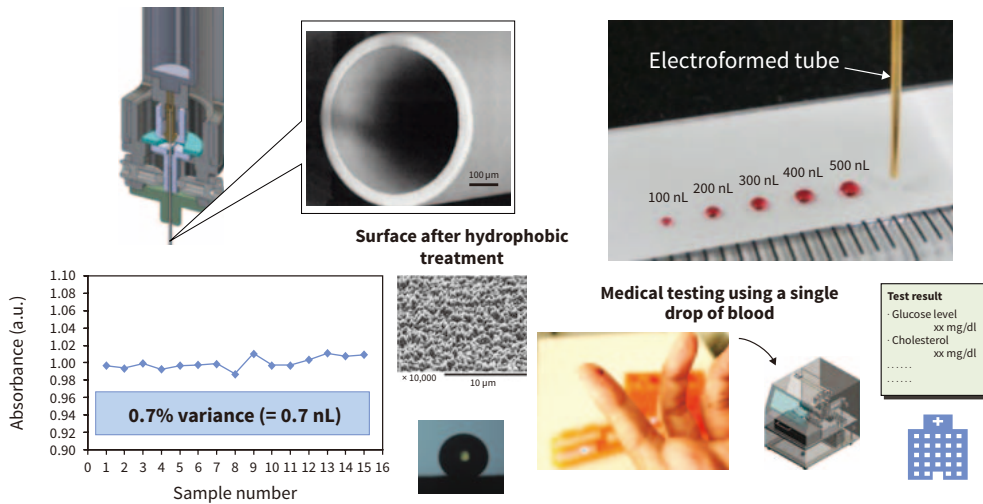 100 μm
Electroformed tube
100 nL
200 nL
300 nL
400 nL
500 nL
Surface after hydrophobic
treatment
× 10,000
10 μm
Absorbance (a.u.)
1.10
1.08
1.06
1.04
1.02
1.00
0.98
0.96
0.94
0.92
0.90
0.7% variance (= 0.7 nL)
0 1 2 3 4 5 6 7 8 9 10 11 12 13 14 15 16
Sample number
Medical testing using a single
drop of blood
Test result
· Glucose level
xx mg/dl
· Cholesterol
xx mg/dl
......
......